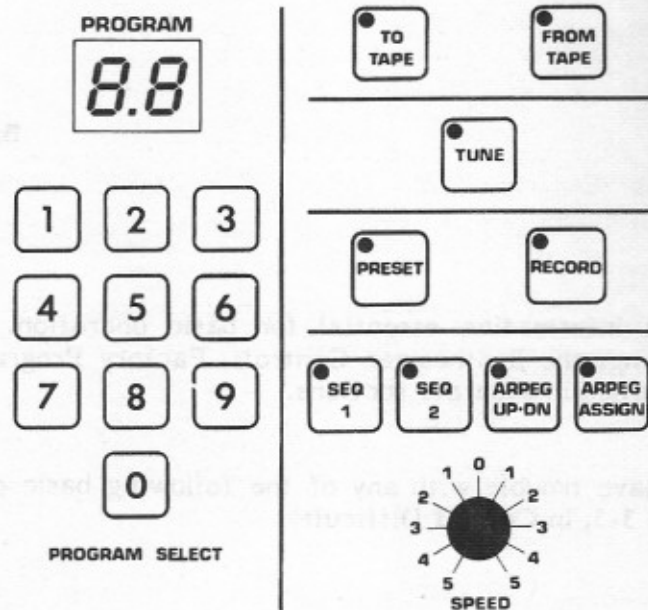 PROGRAM
8.8
1 2 3
4 5 6
7 8 9
0
PROGRAM SELECT
TO
TAPE
FROM
TAPE
TUNE
PRESET
RECORD
SEQ
1
SEQ
2
ARPEG
UP·DN
ARPEG
ASSIGN
0
1 1
2 2
3 3
4 4
5 5
SPEED